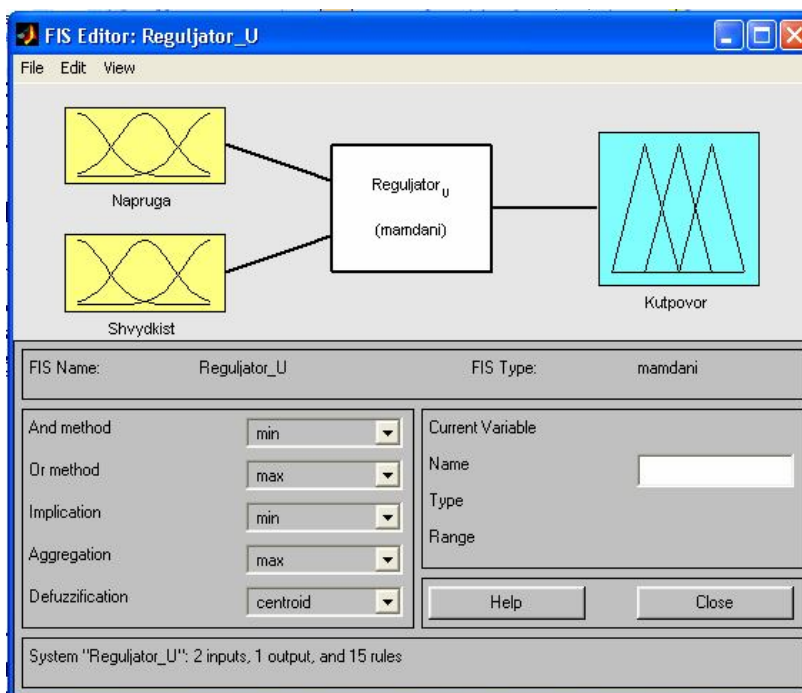 FIS Editor: Reguljator_U
File Edit View
Napruga
Shvydkist
Reguljator U
(mamdani)
Kutpovor
FIS Name: Reguljator_U FIS Type: mamdani
And method min
Or method max
Implication min
Aggregation max
Defuzzification centroid
Current Variable
Name
Type
Range
Help Close
System "Reguljator_U": 2 inputs, 1 output, and 15 rules